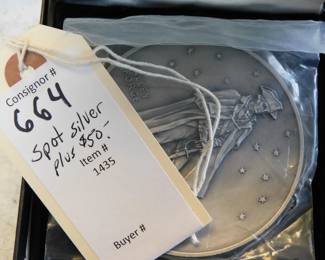 Consignor #
664
spot silver
plus $50.-
Item #
1435
Buyer #